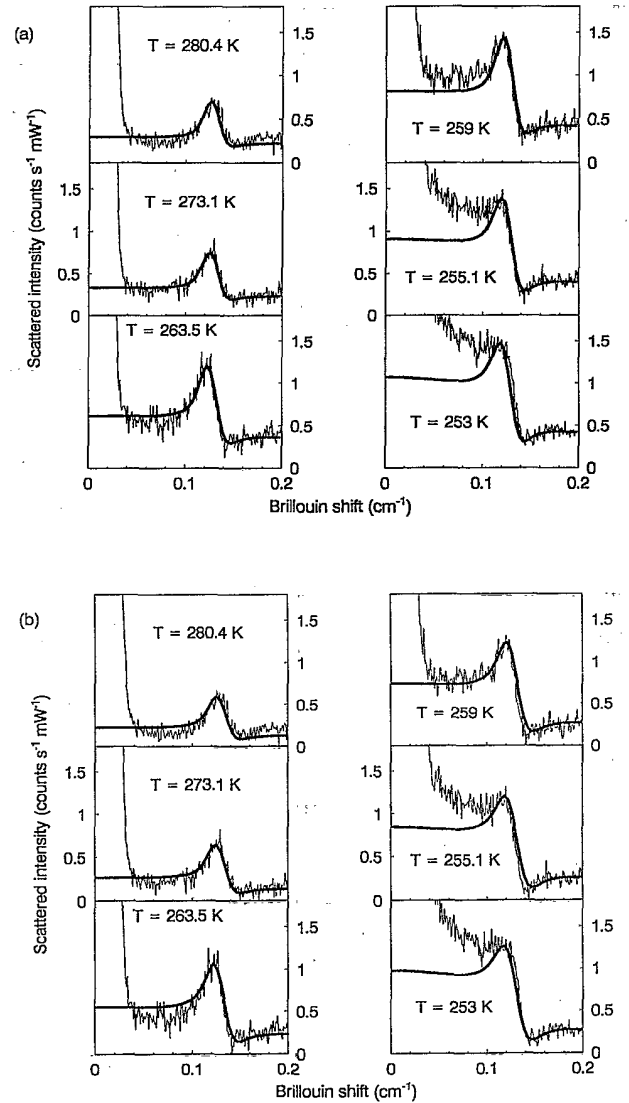 (a)
Scattered intensity (counts s⁻¹ mW⁻¹)
T = 280.4 K
1.5
1
0.5
0
T = 273.1 K
1.5
1
0.5
0
T = 263.5 K
1.5
1
0.5
0
0 0.1 0.2
T = 259 K
1.5
1
0.5
0
T = 255.1 K
1.5
1
0.5
0
T = 253 K
1.5
1
0.5
0
0 0.1 0.2
Brillouin shift (cm⁻¹)
(b)
Scattered intensity (counts s⁻¹ mW⁻¹)
T = 280.4 K
1.5
1
0.5
0
T = 273.1 K
1.5
1
0.5
0
T = 263.5 K
1.5
1
0.5
0
0 0.1 0.2
T = 259 K
1.5
1
0.5
0
T = 255.1 K
1.5
1
0.5
0
T = 253 K
1.5
1
0.5
0
0 0.1 0.2
Brillouin shift (cm⁻¹)